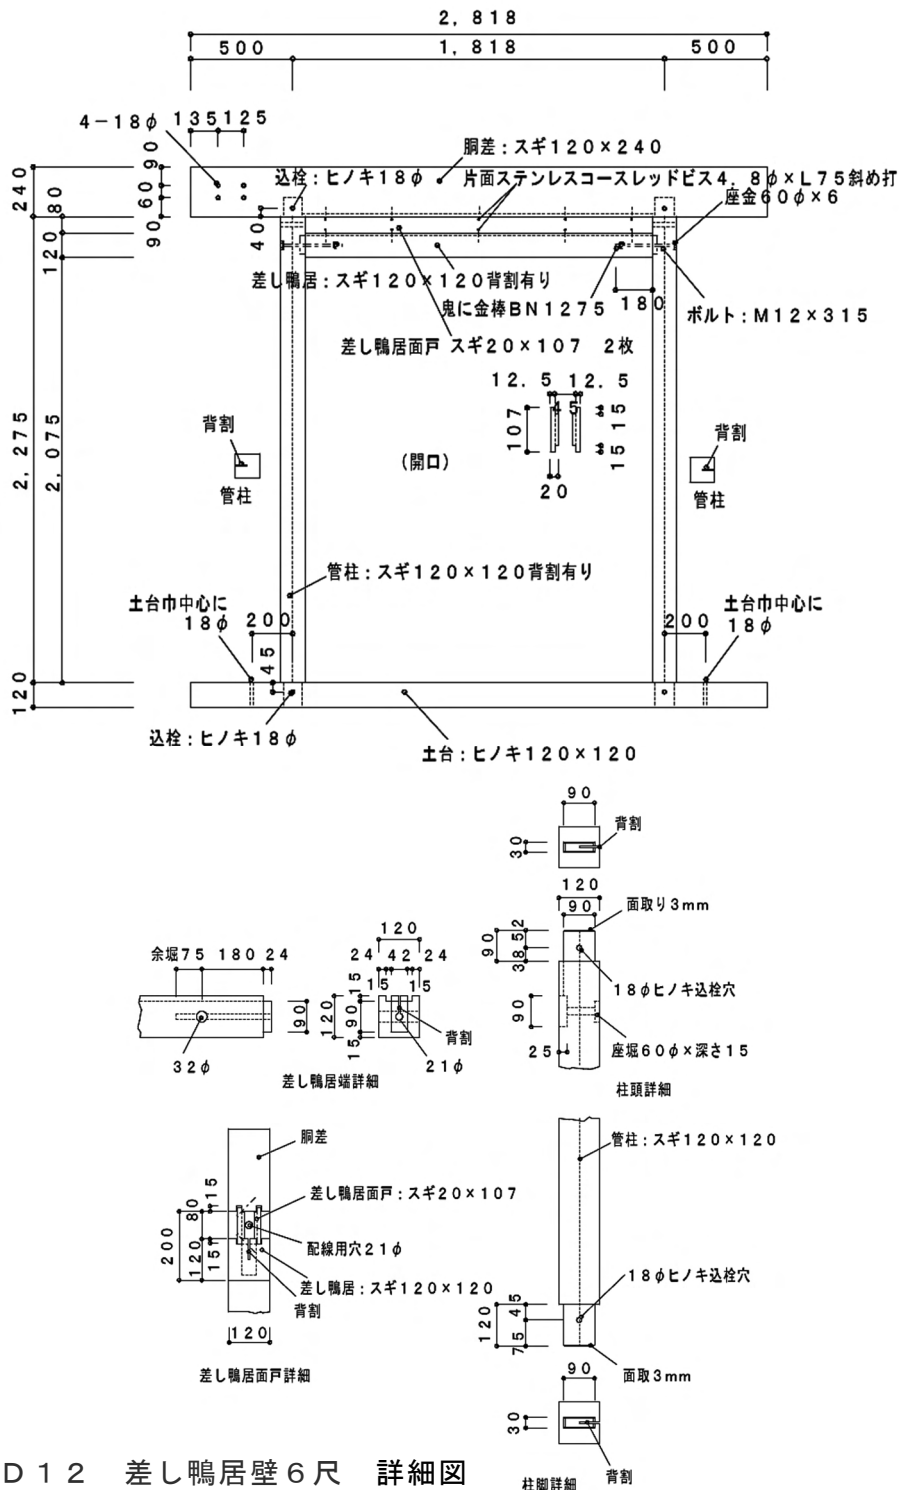 2,818
500
1,818
500
4-18φ
135
125
胴差：スギ120×240
込栓：ヒノキ18φ
片面ステンレスコースレッドビス4.8φ×L75斜め打
座金60φ×6
240
90
60
90
80
120
40
差し鴨居：スギ120×120背割有り
鬼に金棒BN1275
180
ボルト：M12×315
差し鴨居面戸 スギ20×107 2枚
12.5
12.5
45
107
15
15
20
2,275
2,075
背割
管柱
(開口)
背割
管柱
管柱：スギ120×120背割有り
土台巾中心に
18φ
200
45
200
土台巾中心に
18φ
120
込栓：ヒノキ18φ
土台：ヒノキ120×120
90
30
背割
120
90
面取り3mm
90
2
385
18φヒノキ込栓穴
90
25
座堀60φ×深さ15
柱頭詳細
余堀75
180
24
90
32φ
120
24
42
24
15
15
15
120
90
15
背割
21φ
差し鴨居端詳細
胴差
15
80
差し鴨居面戸：スギ20×107
200
120
15
配線用穴21φ
差し鴨居：スギ120×120
背割
120
差し鴨居面戸詳細
管柱：スギ120×120
18φヒノキ込栓穴
120
45
75
面取3mm
90
30
背割
柱脚詳細
D12 差し鴨居壁6尺 詳細図